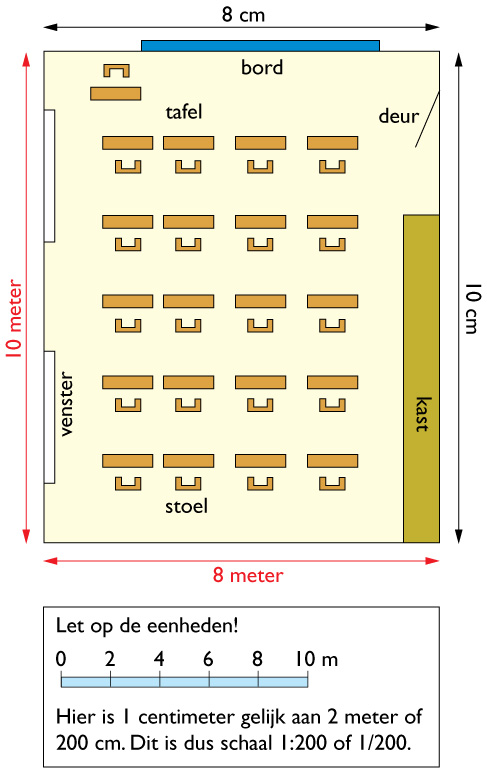 8 cm
bord
tafel
deur
10 meter
10 cm
venster
kast
stoel
8 meter
Let op de eenheden!
0 2 4 6 8 10 m
Hier is 1 centimeter gelijk aan 2 meter of
200 cm. Dit is dus schaal 1:200 of 1/200.